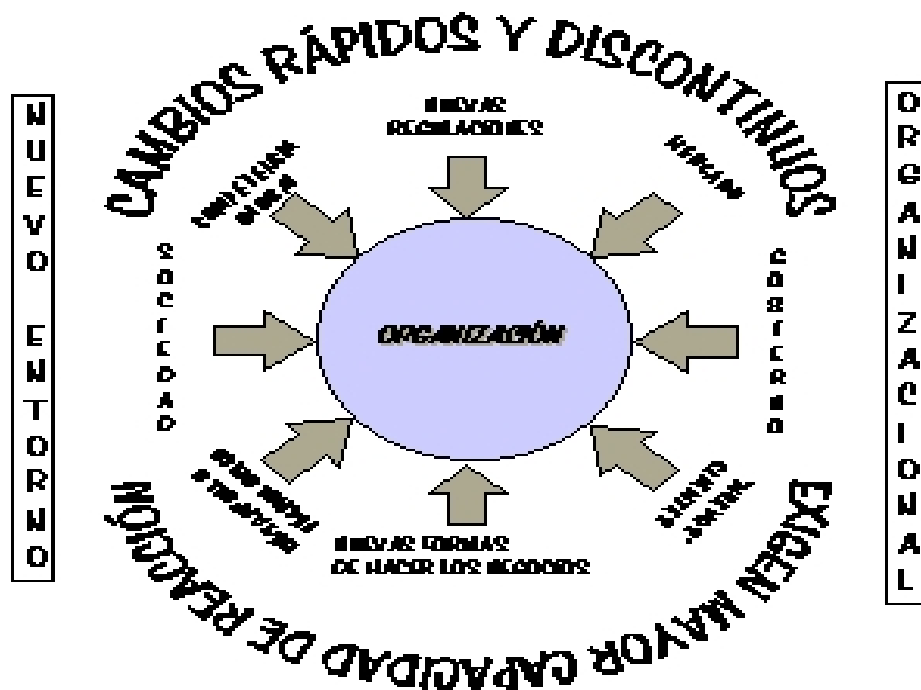 CAMBIOS RÁPIDOS Y DISCONTINUOS
NUEVO ENTORNO
ORGANIZACIONAL
NUEVAS
REGULACIONES
SOCIEDAD
GOBIERNO
ORGANIZACIÓN
NUEVAS FORMAS
DE HACER LOS NEGOCIOS
EXIGEN MAYOR CAPACIDAD DE REACCIÓN